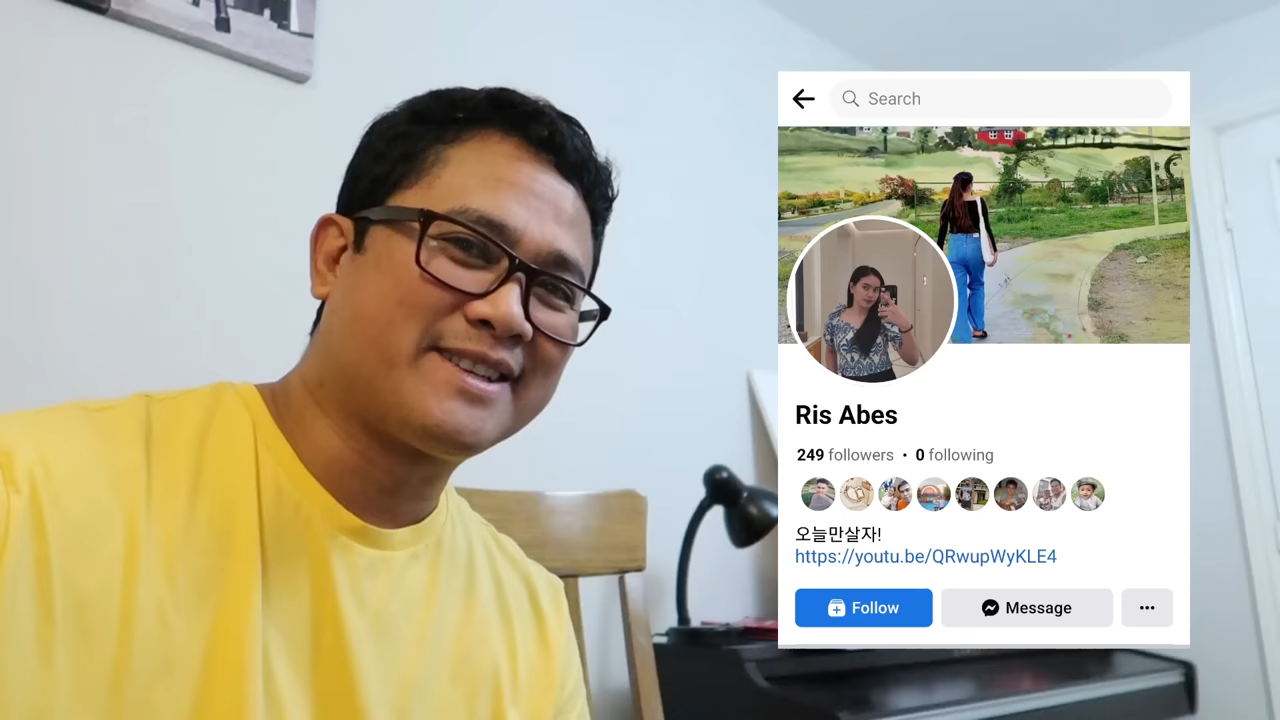 Search
Ris Abes
249 followers • 0 following
오늘만살자!
https://youtu.be/QRwupWyKLE4
Follow
Message